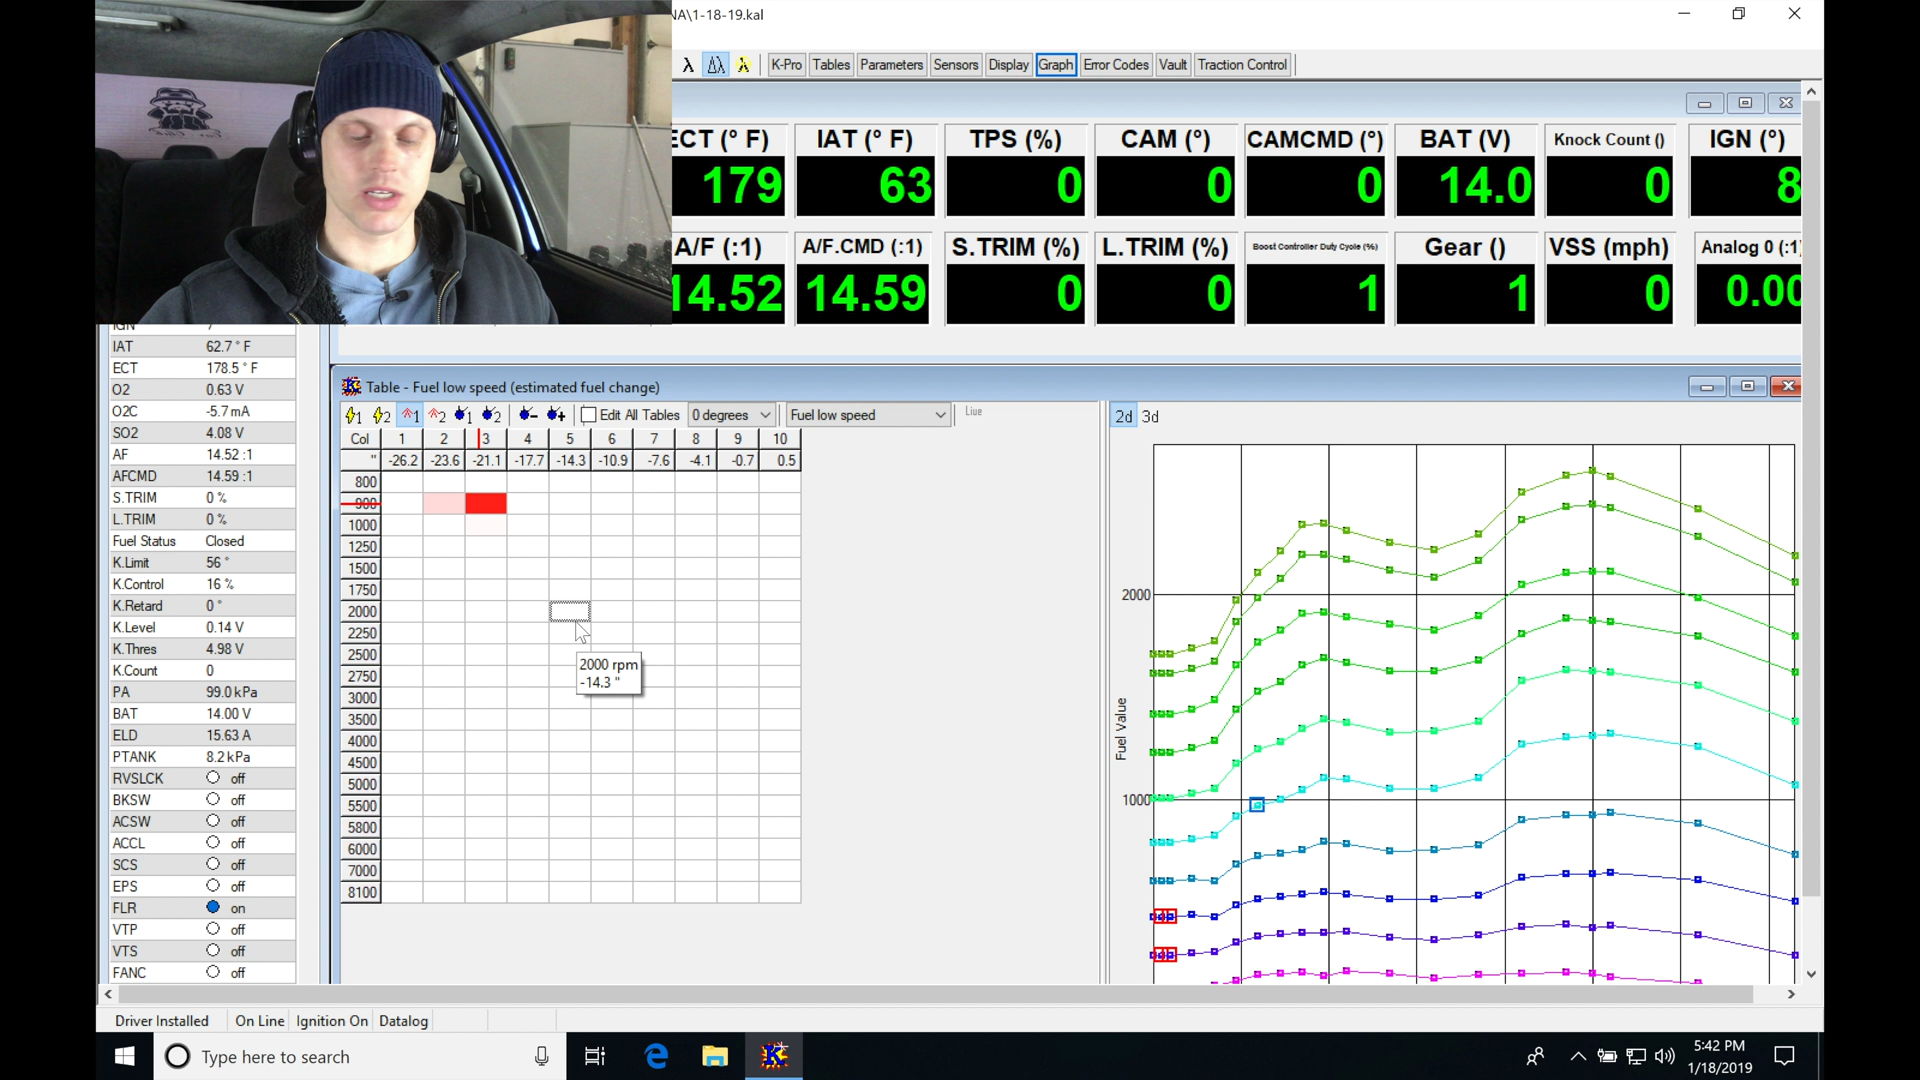 NA\1-18-19.kal
λ K-Pro Tables Parameters Sensors Display Graph Error Codes Vault Traction Control
ECT (° F) IAT (° F) TPS (%) CAM (°) CAMCMD (°) BAT (V) Knock Count () IGN (°)
179 63 0 0 0 14.0 0 8
A/F (:1) A/F.CMD (:1) S.TRIM (%) L.TRIM (%) Boost Controller Duty Cycle (%) Gear () VSS (mph) Analog 0 (:1)
14.52 14.59 0 0 1 1 0 0.00
IGN 7
IAT 62.7 ° F
ECT 178.5 ° F
O2 0.63 V
O2C -5.7 mA
SO2 4.08 V
AF 14.52 :1
AFCMD 14.59 :1
S.TRIM 0 %
L.TRIM 0 %
Fuel Status Closed
K.Limit 56 °
K.Control 16 %
K.Retard 0 °
K.Level 0.14 V
K.Thres 4.98 V
K.Count 0
PA 99.0 kPa
BAT 14.00 V
ELD 15.63 A
PTANK 8.2 kPa
RVSLCK off
BKSW off
ACSW off
ACCL off
SCS off
EPS off
FLR on
VTP off
VTS off
FANC off
Table - Fuel low speed (estimated fuel change)
1 2 1 2 1 2 - + Edit All Tables 0 degrees Fuel low speed Live
Col 1 2 3 4 5 6 7 8 9 10
" -26.2 -23.6 -21.1 -17.7 -14.3 -10.9 -7.6 -4.1 -0.7 0.5
800
900
1000
1250
1500
1750
2000
2250
2500
2750
3000
3500
4000
4500
5000
5500
5800
6000
7000
8100
2000 rpm
-14.3 "
2d 3d
2000
Fuel Value
1000
Driver Installed On Line Ignition On Datalog
Type here to search
5:42 PM
1/18/2019